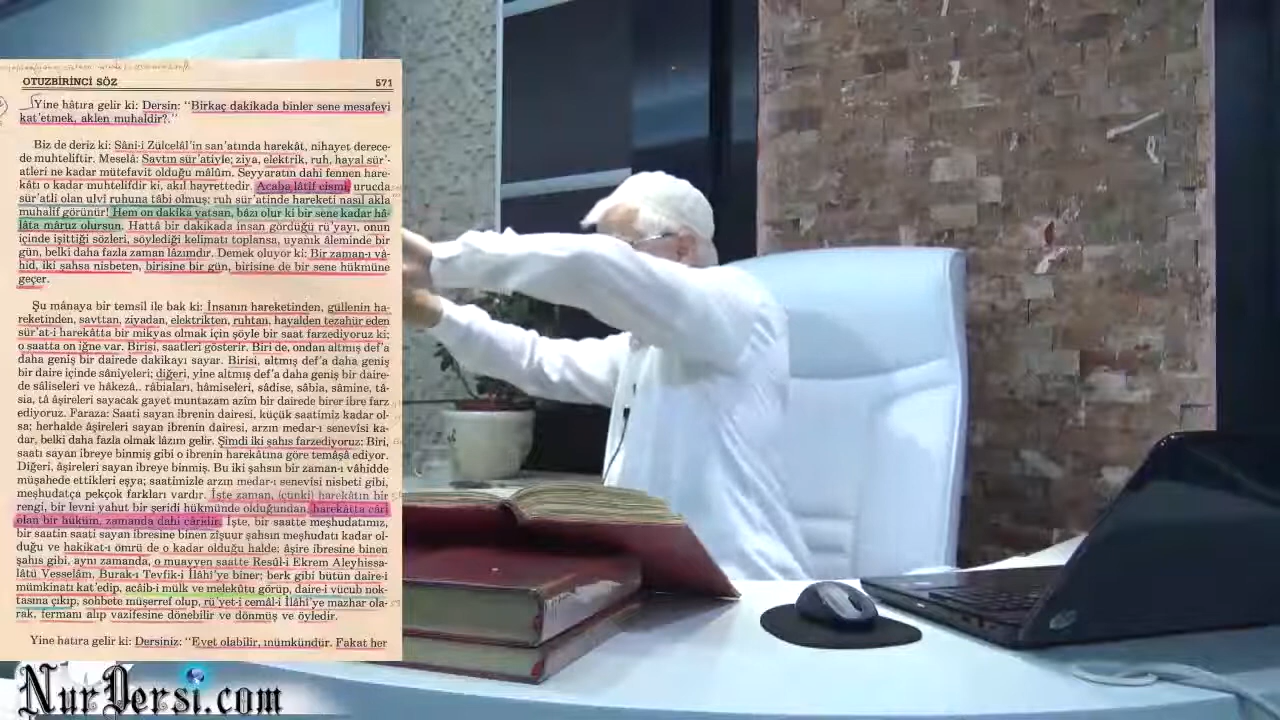 OTUZBİRİNCİ SÖZ 571
Yine hâtıra gelir ki: Dersin: "Birkaç dakikada binler sene mesafeyi
kat'etmek, aklen muhaldir?."
Biz de deriz ki: Sâni-i Zülcelâl'in san'atında harekât, nihayet derece-
de muhteliftir. Meselâ: Savtın sür'atiyle; ziya, elektrik, ruh, hayal sür'-
atleri ne kadar mütefavit olduğu mâlûm. Seyyaratın dahi fennen hare-
kâtı o kadar muhtelifdir ki, akıl hayrettedir. Acaba lâtif cismi, urucda
sür'atli olan ulvî ruhuna tâbi olmuş; ruh sür'atinde hareketi nasıl akla
muhalif görünür! Hem on dakika yatsan, bâzı olur ki bir sene kadar hâ-
lâta mâruz olursun. Hattâ bir dakikada insan gördüğü rü'yayı, onun
içinde işittiği sözleri, söylediği kelimatı toplansa, uyanık âleminde bir
gün, belki daha fazla zaman lâzımdır. Demek oluyor ki: Bir zaman-ı vâ-
hid, iki şahsa nisbeten, birisine bir gün, birisine de bir sene hükmüne
geçer.
Şu mânaya bir temsil ile bak ki: İnsanın hareketinden, güllenin ha-
reketinden, savttan, ziyadan, elektrikten, ruhtan, hayalden tezahür eden
sür'at-i harekâtta bir mikyas olmak için şöyle bir saat farzediyoruz ki;
o saatta on iğne var. Birisi, saatleri gösterir. Biri de, ondan altmış def'a
daha geniş bir dairede dakikayı sayar. Birisi, altmış def'a daha geniş
bir daire içinde sâniyeleri; diğeri, yine altmış def'a daha geniş bir daire-
de sâliseleri ve hâkezâ.. râbiaları, hâmiseleri, sâdise, sâbia, sâmine, tâ-
sia, tâ âşireleri sayacak gayet muntazam azîm bir dairede birer ibre farz
ediyoruz. Faraza: Saati sayan ibrenin dairesi, küçük saatimiz kadar ol-
sa; herhalde âşireleri sayan ibrenin dairesi, arzın medar-ı senevîsi ka-
dar, belki daha fazla olmak lâzım gelir. Şimdi iki şahıs farzediyoruz: Biri,
saatı sayan ibreye binmiş gibi o ibrenin harekâtına göre temâşâ ediyor.
Diğeri, âşireleri sayan ibreye binmiş. Bu iki şahsın bir zaman-ı vâhidde
müşahede ettikleri eşya; saatimizle arzın medar-ı senevîsi nisbeti gibi,
meşhudatça pekçok farkları vardır. İşte zaman, (çünki) harekâtın bir
rengi, bir levni yahut bir şeridi hükmünde olduğundan, harekâtta câri
olan bir hüküm, zamanda dahi câridir. İşte, bir saatte meşhudatımız,
bir saatin saati sayan ibresine binen zîşuur şahsın meşhudatı kadar ol-
duğu ve hakikat-ı ömrü de o kadar olduğu halde; âşire ibresine binen
şahıs gibi, aynı zamanda, o muayyen saatte Resûl-i Ekrem Aleyhissa-
lâtü Vesselâm, Burak-ı Tevfik-i İlâhî'ye biner; berk gibi bütün daire-i
mümkinatı kat'edip, acâib-i mülk ve melekûtu görüp, daire-i vücub nok-
tasına çıkıp, sohbete müşerref olup, rü'yet-i cemâl-i İlâhî'ye mazhar ola-
rak, fermanı alıp vazifesine dönebilir ve dönmüş ve öyledir.
Yine hatıra gelir ki: Dersiniz: "Evet olabilir, mümkündür. Fakat her
NurDersi.com